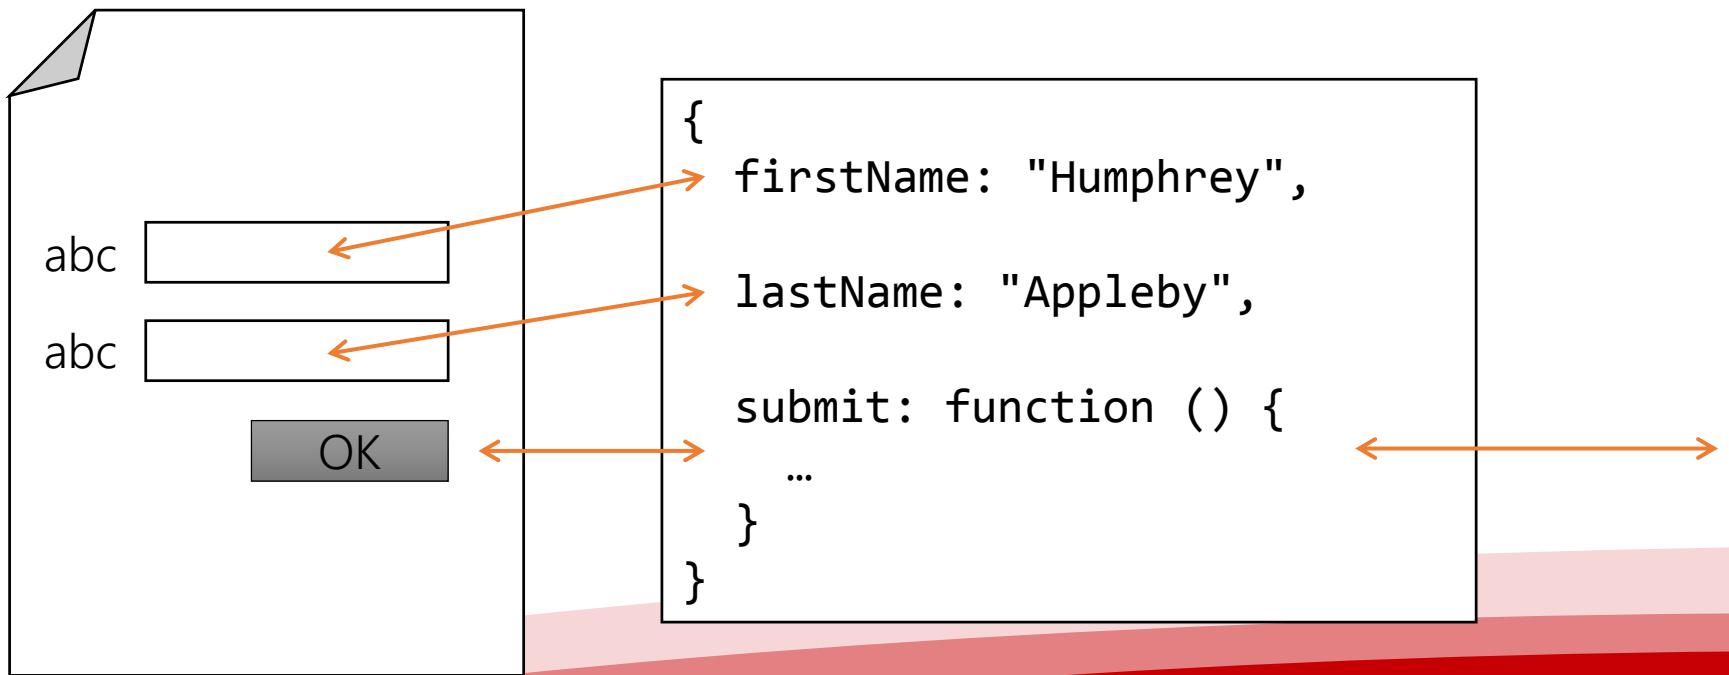 abc
abc
OK
{
firstName: "Humphrey",
lastName: "Appleby",
submit: function () {
…
}
}